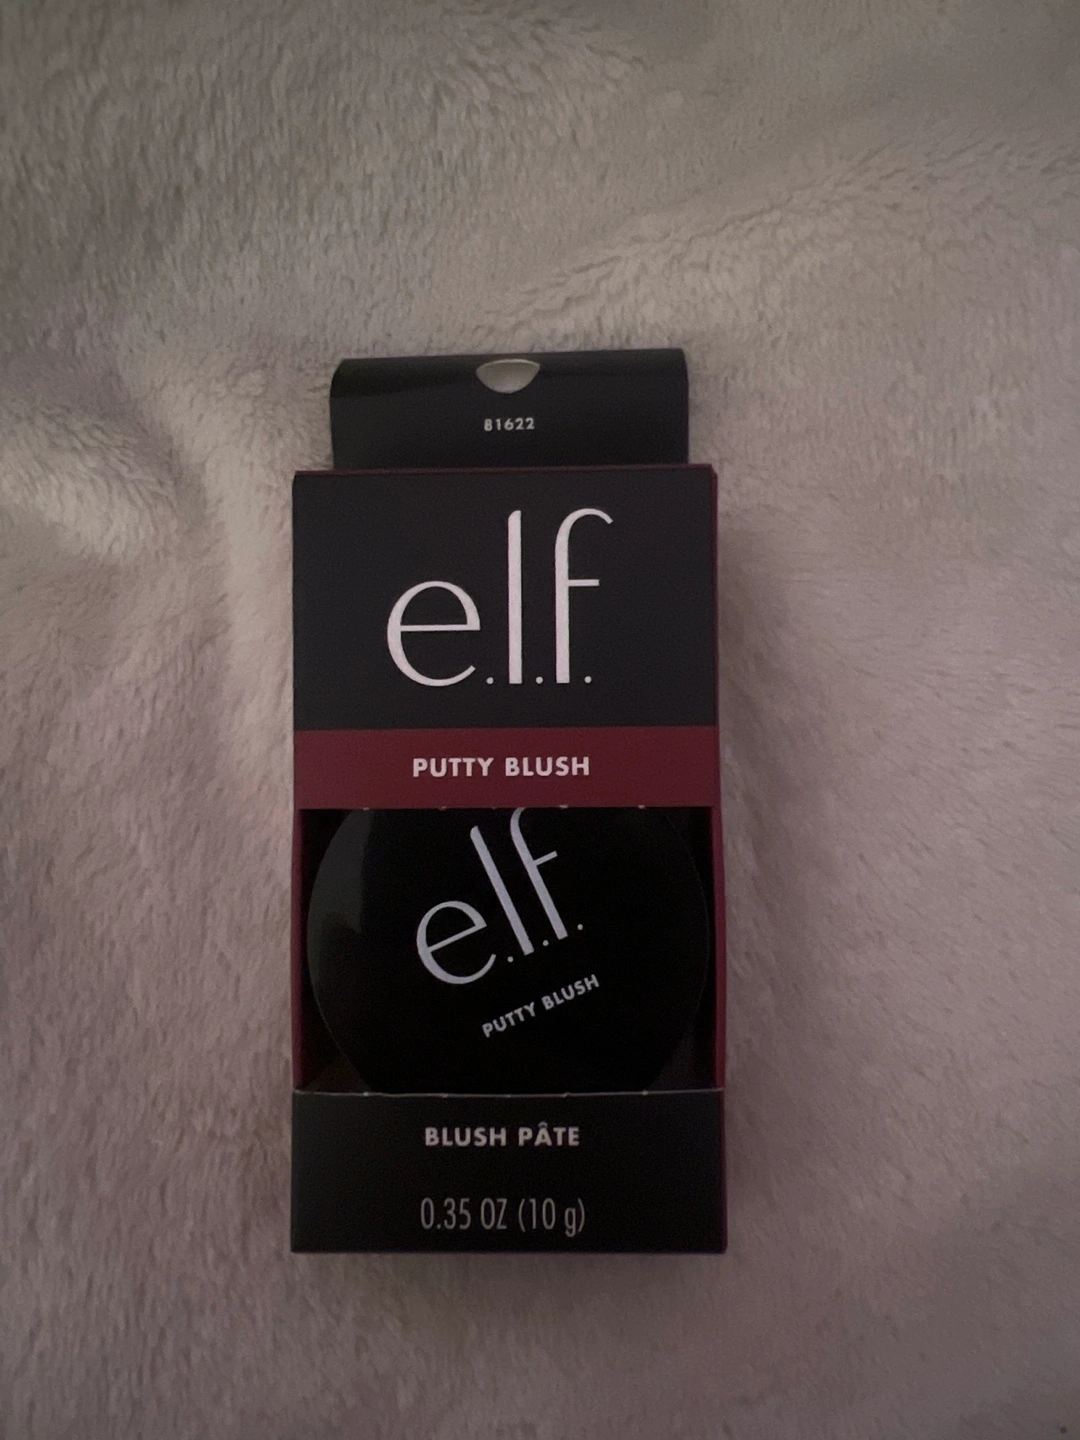 81622
e.l.f.
PUTTY BLUSH
e.l.f.
PUTTY BLUSH
BLUSH PÂTE
0.35 OZ (10 g)